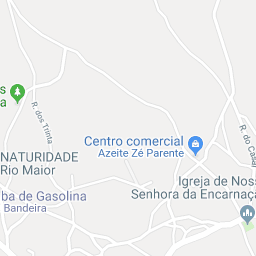 s
a
R. dos Trinta
Centro comercial
Azeite Zé Parente
R. do Casal
NATURIDADE
Rio Maior
Igreja de Noss
Senhora da Encarnaçã
ba de Gasolina
Bandeira